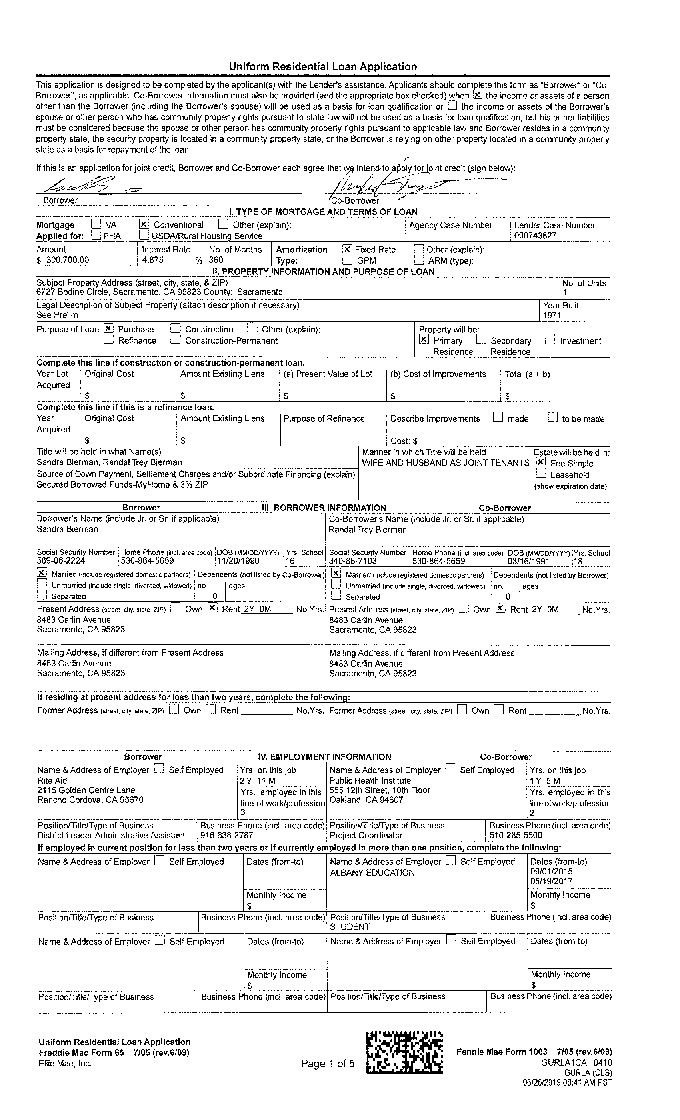 Uniform Residential Loan Application
This application is designed to be completed by the applicant(s) with the Lender's assistance. Applicants should complete this form as "Borrower" or "Co-
Borrower", as applicable. Co-Borrower information must also be provided (and the appropriate box checked) when ☒ the income or assets of a person
other than the Borrower (including the Borrower's spouse) will be used as a basis for loan qualification or ☐ the income or assets of the Borrower's
spouse or other person who has community property rights pursuant to state law will not be used as a basis for loan qualification, but his or her liabilities
must be considered because the spouse or other person has community property rights pursuant to applicable law and Borrower resides in a community
property state, the security property is located in a community property state, or the Borrower is relying on other property located in a community property
state as a basis for repayment of the loan.
If this is an application for joint credit, Borrower and Co-Borrower each agree that we intend to apply for joint credit (sign below):
Borrower Co-Borrower
I. TYPE OF MORTGAGE AND TERMS OF LOAN
Mortgage ☐ VA ☒ Conventional ☐ Other (explain): Agency Case Number Lender Case Number
Applied for: ☐ FHA ☐ USDA/Rural Housing Service
Amount Interest Rate No. of Months Amortization ☒ Fixed Rate ☐ Other (explain):
$ 4.875 % 360 Type: ☐ GPM ☐ ARM (type):
II. PROPERTY INFORMATION AND PURPOSE OF LOAN
Subject Property Address (street, city, state, & ZIP) No. of Units
6727 Bodine Circle, Sacramento, CA 95823 County: Sacramento 1
Legal Description of Subject Property (attach description if necessary) Year Built
See Prelim 1971
Purpose of Loan ☒ Purchase ☐ Construction ☐ Other (explain): Property will be:
☐ Refinance ☐ Construction-Permanent ☒ Primary Residence ☐ Secondary Residence ☐ Investment
Complete this line if construction or construction-permanent loan.
Year Lot Acquired Original Cost Amount Existing Liens (a) Present Value of Lot (b) Cost of Improvements Total (a + b)
$ $ $ $ $
Complete this line if this is a refinance loan.
Year Acquired Original Cost Amount Existing Liens Purpose of Refinance Describe Improvements ☐ made ☐ to be made
$ $ Cost: $
Title will be held in what Name(s) Manner in which Title will be held Estate will be held in:
Sandra Bierman, Randal Troy Bierman WIFE AND HUSBAND AS JOINT TENANTS ☒ Fee Simple
Source of Down Payment, Settlement Charges and/or Subordinate Financing (explain) ☐ Leasehold
Secured Borrowed Funds-MyHome & 3% ZIP (show expiration date)
Borrower III. BORROWER INFORMATION Co-Borrower
Borrower's Name (include Jr. or Sr. if applicable) Co-Borrower's Name (include Jr. or Sr. if applicable)
Sandra Bierman Randal Troy Bierman
Social Security Number Home Phone (incl. area code) DOB (MM/DD/YYYY) Yrs. School Social Security Number Home Phone (incl. area code) DOB (MM/DD/YYYY) Yrs. School
530-864-5659 16 530-864-5659 18
☒ Married (include registered domestic partners) Dependents (not listed by Co-Borrower) ☒ Married (include registered domestic partners) Dependents (not listed by Borrower)
☐ Unmarried (include single, divorced, widowed) no. ages ☐ Unmarried (include single, divorced, widowed) no. ages
☐ Separated 0 ☐ Separated 0
Present Address (street, city, state, ZIP) ☐ Own ☒ Rent 2Y 0M No.Yrs. Present Address (street, city, state, ZIP) ☐ Own ☒ Rent 2Y 0M No.Yrs.
8483 Carlin Avenue 8483 Carlin Avenue
Sacramento, CA 95823 Sacramento, CA 95823
Mailing Address, if different from Present Address Mailing Address, if different from Present Address
8483 Carlin Avenue 8483 Carlin Avenue
Sacramento, CA 95823 Sacramento, CA 95823
If residing at present address for less than two years, complete the following:
Former Address (street, city, state, ZIP) ☐ Own ☐ Rent No.Yrs. Former Address (street, city, state, ZIP) ☐ Own ☐ Rent No.Yrs.
Borrower IV. EMPLOYMENT INFORMATION Co-Borrower
Name & Address of Employer ☐ Self Employed Yrs. on this job Name & Address of Employer ☐ Self Employed Yrs. on this job
Rite Aid Public Health Institute
2115 Golden Centre Lane Yrs. employed in this 555 12th Street, 10th Floor Yrs. employed in this
Rancho Cordova, CA 95670 line of work/profession Oakland, CA 94607 line of work/profession
3 2
Position/Title/Type of Business Business Phone (incl. area code) Position/Title/Type of Business Business Phone (incl. area code)
District Leader Administrative Assistant Project Coordinator 510-285-5500
If employed in current position for less than two years or if currently employed in more than one position, complete the following:
Name & Address of Employer ☐ Self Employed Dates (from-to) Name & Address of Employer ☐ Self Employed Dates (from-to)
ALBANY EDUCATION 09/01/2015
05/19/2017
Monthly Income Monthly Income
$ $
Position/Title/Type of Business Business Phone (incl. area code) Position/Title/Type of Business Business Phone (incl. area code)
STUDENT
Name & Address of Employer ☐ Self Employed Dates (from-to) Name & Address of Employer ☐ Self Employed Dates (from-to)
Monthly Income Monthly Income
$ $
Position/Title/Type of Business Business Phone (incl. area code) Position/Title/Type of Business Business Phone (incl. area code)
Uniform Residential Loan Application
Freddie Mac Form 65 7/05 (rev.6/09) Fannie Mae Form 1003 7/05 (rev.6/09)
Ellie Mae, Inc. Page 1 of 5 GURLA1CA 0410
GURLA (CLS)